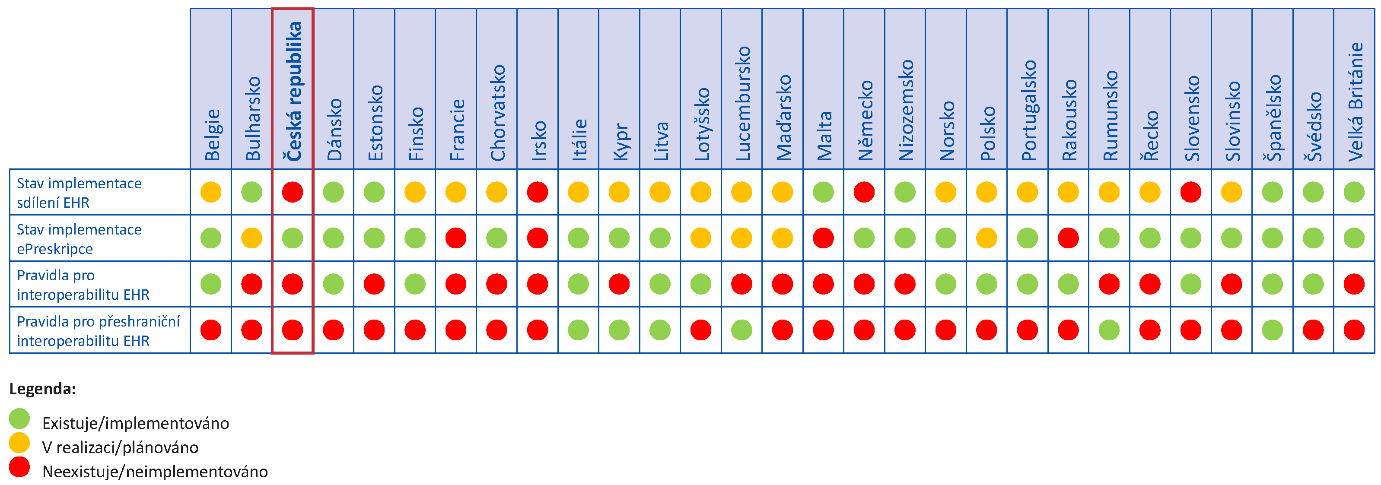 Belgie
Bulharsko
Česká republika
Dánsko
Estonsko
Finsko
Francie
Chorvatsko
Irsko
Itálie
Kypr
Litva
Lotyšsko
Lucembursko
Maďarsko
Malta
Německo
Nizozemsko
Norsko
Polsko
Portugalsko
Rakousko
Rumunsko
Řecko
Slovensko
Slovinsko
Španělsko
Švédsko
Velká Británie
Stav implementace
sdílení EHR
Stav implementace
ePreskripce
Pravidla pro
interoperabilitu EHR
Pravidla pro přeshraniční
interoperabilitu EHR
Legenda:
Existuje/implementováno
V realizaci/plánováno
Neexistuje/neimplementováno